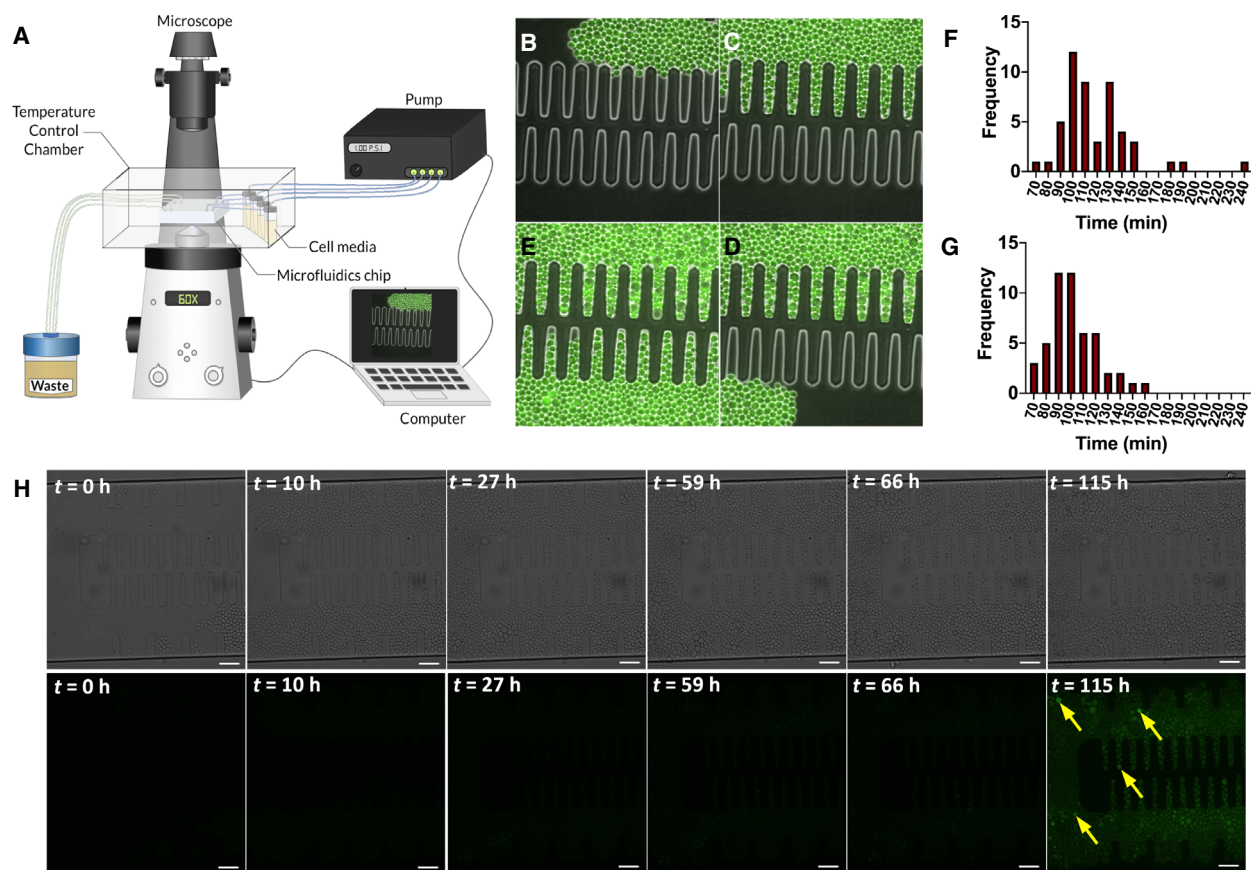 A
Microscope
Temperature
Control
Chamber
Pump
1.00 P.S.I
Cell media
Microfluidics chip
60X
Waste
Computer
B
C
E
D
F
15
10
5
0
Frequency
70
80
90
100
110
120
130
140
150
160
170
180
190
200
210
220
230
240
Time (min)
G
15
10
5
0
Frequency
70
80
90
100
110
120
130
140
150
160
170
180
190
200
210
220
230
240
Time (min)
H
t = 0 h
t = 10 h
t = 27 h
t = 59 h
t = 66 h
t = 115 h
t = 0 h
t = 10 h
t = 27 h
t = 59 h
t = 66 h
t = 115 h